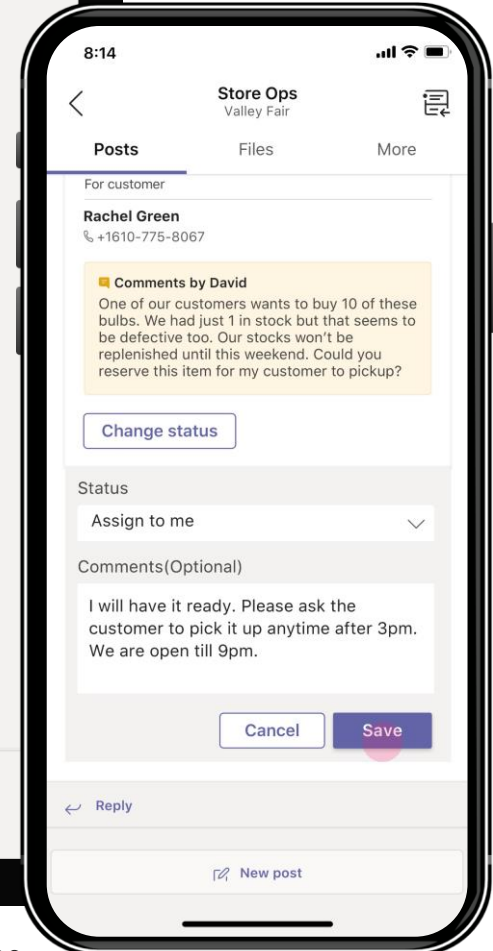 8:14
Store Ops
Valley Fair
Posts Files More
For customer
Rachel Green
+1610-775-8067
Comments by David
One of our customers wants to buy 10 of these
bulbs. We had just 1 in stock but that seems to
be defective too. Our stocks won't be
replenished until this weekend. Could you
reserve this item for my customer to pickup?
Change status
Status
Assign to me
Comments(Optional)
I will have it ready. Please ask the
customer to pick it up anytime after 3pm.
We are open till 9pm.
Cancel Save
Reply
New post